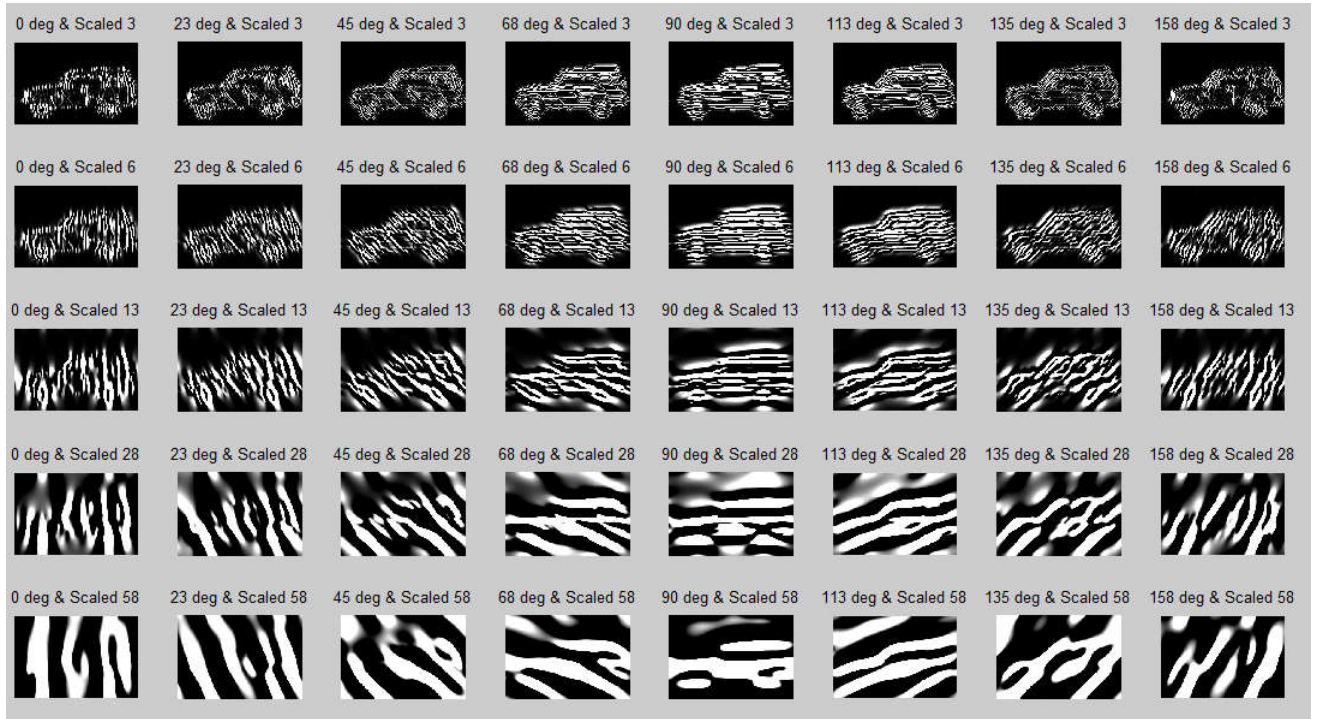 0 deg & Scaled 3 23 deg & Scaled 3 45 deg & Scaled 3 68 deg & Scaled 3 90 deg & Scaled 3 113 deg & Scaled 3 135 deg & Scaled 3 158 deg & Scaled 3
0 deg & Scaled 6 23 deg & Scaled 6 45 deg & Scaled 6 68 deg & Scaled 6 90 deg & Scaled 6 113 deg & Scaled 6 135 deg & Scaled 6 158 deg & Scaled 6
0 deg & Scaled 13 23 deg & Scaled 13 45 deg & Scaled 13 68 deg & Scaled 13 90 deg & Scaled 13 113 deg & Scaled 13 135 deg & Scaled 13 158 deg & Scaled 13
0 deg & Scaled 28 23 deg & Scaled 28 45 deg & Scaled 28 68 deg & Scaled 28 90 deg & Scaled 28 113 deg & Scaled 28 135 deg & Scaled 28 158 deg & Scaled 28
0 deg & Scaled 58 23 deg & Scaled 58 45 deg & Scaled 58 68 deg & Scaled 58 90 deg & Scaled 58 113 deg & Scaled 58 135 deg & Scaled 58 158 deg & Scaled 58